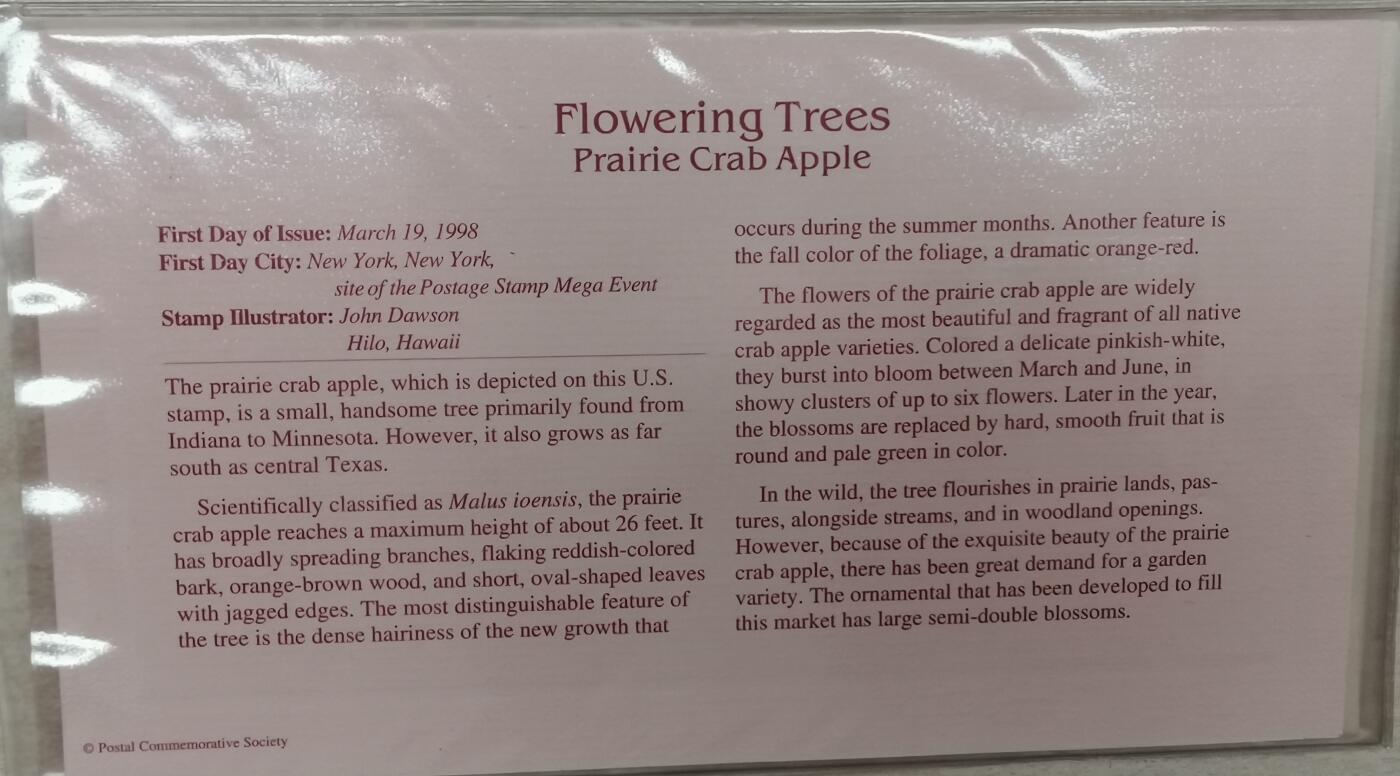 Flowering Trees
Prairie Crab Apple
First Day of Issue: March 19, 1998
First Day City: New York, New York,
site of the Postage Stamp Mega Event
Stamp Illustrator: John Dawson
Hilo, Hawaii
The prairie crab apple, which is depicted on this U.S.
stamp, is a small, handsome tree primarily found from
Indiana to Minnesota. However, it also grows as far
south as central Texas.
Scientifically classified as Malus ioensis, the prairie
crab apple reaches a maximum height of about 26 feet. It
has broadly spreading branches, flaking reddish-colored
bark, orange-brown wood, and short, oval-shaped leaves
with jagged edges. The most distinguishable feature of
the tree is the dense hairiness of the new growth that
occurs during the summer months. Another feature is
the fall color of the foliage, a dramatic orange-red.
The flowers of the prairie crab apple are widely
regarded as the most beautiful and fragrant of all native
crab apple varieties. Colored a delicate pinkish-white,
they burst into bloom between March and June, in
showy clusters of up to six flowers. Later in the year,
the blossoms are replaced by hard, smooth fruit that is
round and pale green in color.
In the wild, the tree flourishes in prairie lands, pas-
tures, alongside streams, and in woodland openings.
However, because of the exquisite beauty of the prairie
crab apple, there has been great demand for a garden
variety. The ornamental that has been developed to fill
this market has large semi-double blossoms.
© Postal Commemorative Society